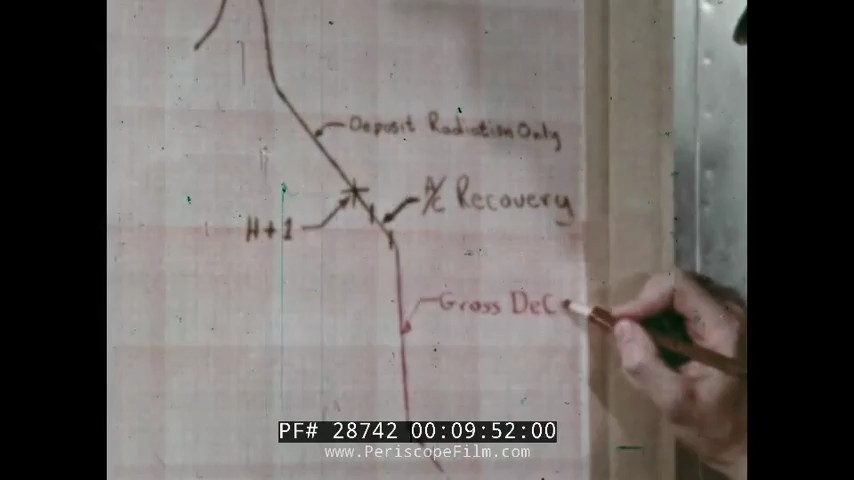 Deposit Radiation Only
A/C Recovery
H+1
Gross DeC
PF# 28742 00:09:52:00
www.PeriscopeFilm.com